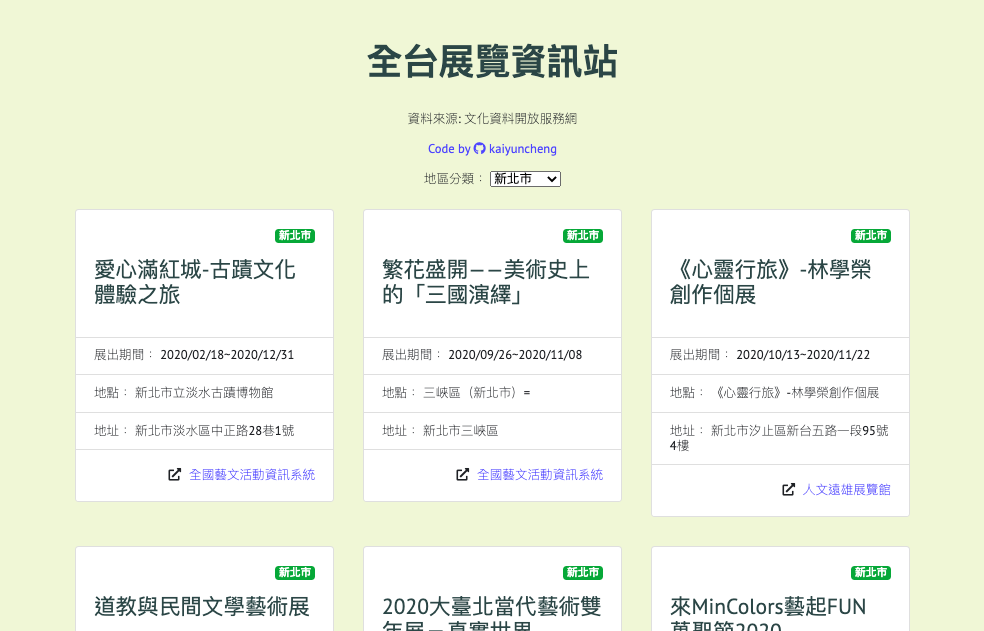 全台展覽資訊站
資料來源: 文化資料開放服務網
Code by kaiyuncheng
地區分類： 新北市
新北市
愛心滿紅城-古蹟文化
體驗之旅
展出期間： 2020/02/18~2020/12/31
地點： 新北市立淡水古蹟博物館
地址： 新北市淡水區中正路28巷1號
全國藝文活動資訊系統
新北市
繁花盛開——美術史上
的「三國演繹」
展出期間： 2020/09/26~2020/11/08
地點： 三峽區（新北市）=
地址： 新北市三峽區
全國藝文活動資訊系統
新北市
《心靈行旅》-林學榮
創作個展
展出期間： 2020/10/13~2020/11/22
地點： 《心靈行旅》-林學榮創作個展
地址： 新北市汐止區新台五路一段95號
4樓
人文遠雄展覽館
新北市
道教與民間文學藝術展
新北市
2020大臺北當代藝術雙
年展－真實世界
新北市
來MinColors藝起FUN
萬聖節2020